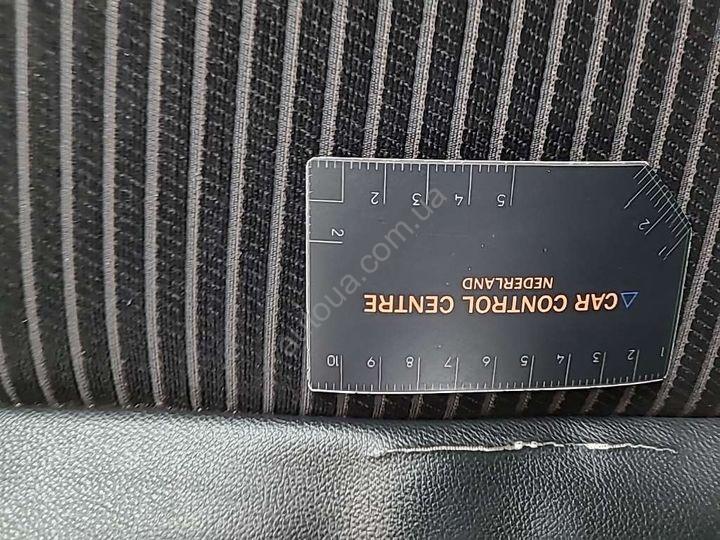 2 3 4 5
2
2
CAR CONTROL CENTRE
NEDERLAND
10 9 8 7 6 5 4 3 2 1
autoua.com.ua